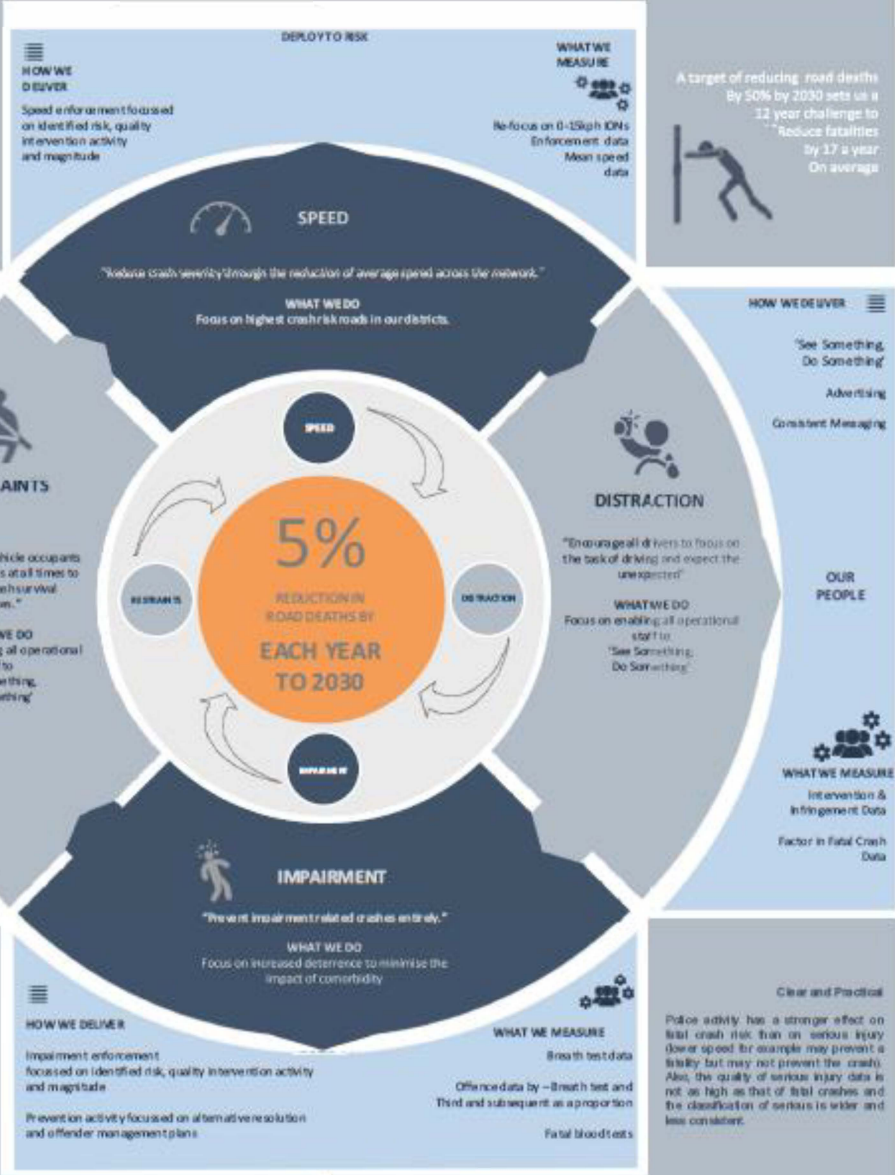 DEPLOY TO RISK
HOW WE
DELIVER
Speed enforcement focussed
on identified risk, quality
intervention activity
and magnitude
WHAT WE
MEASURE
Re-focus on 0-15kph IONs
Enforcement data
Mean speed
data
A target of reducing road deaths
By 50% by 2030 sets us a
12 year challenge to
Reduce fatalities
by 17 a year
On average
SPEED
"Reduce crash severity through the reduction of average speed across the network."
WHAT WE DO
Focus on highest crash risk roads in our districts.
HOW WE DELIVER
'See Something,
Do Something'
Advertising
Consistent Messaging
OUR
PEOPLE
WHAT WE MEASURE
Intervention &
Infringement Data
Factor in Fatal Crash
Data
DISTRACTION
"Encourage all drivers to focus on
the task of driving and expect the
unexpected"
WHAT WE DO
Focus on enabling all operational
staff to
'See Something,
Do Something'
AINTS
hicle occupants
s at all times to
sh survival
WE DO
g all operational
to
ething,
ething'
SPEED
DISTRACTION
IMPAIRMENT
RESTRAINTS
5%
REDUCTION IN
ROAD DEATHS BY
EACH YEAR
TO 2030
IMPAIRMENT
"Prevent impairment related crashes entirely."
WHAT WE DO
Focus on increased deterrence to minimise the
impact of comorbidity
HOW WE DELIVER
Impairment enforcement
focussed on identified risk, quality intervention activity
and magnitude
Prevention activity focussed on alternative resolution
and offender management plans
WHAT WE MEASURE
Breath test data
Offence data by – Breath test and
Third and subsequent as a proportion
Fatal blood tests
Clear and Practical
Police activity has a stronger effect on
fatal crash risk than on serious injury
(lower speed for example may prevent a
fatality but may not prevent the crash).
Also, the quality of serious injury data is
not as high as that of fatal crashes and
the classification of serious is wider and
less consistent.